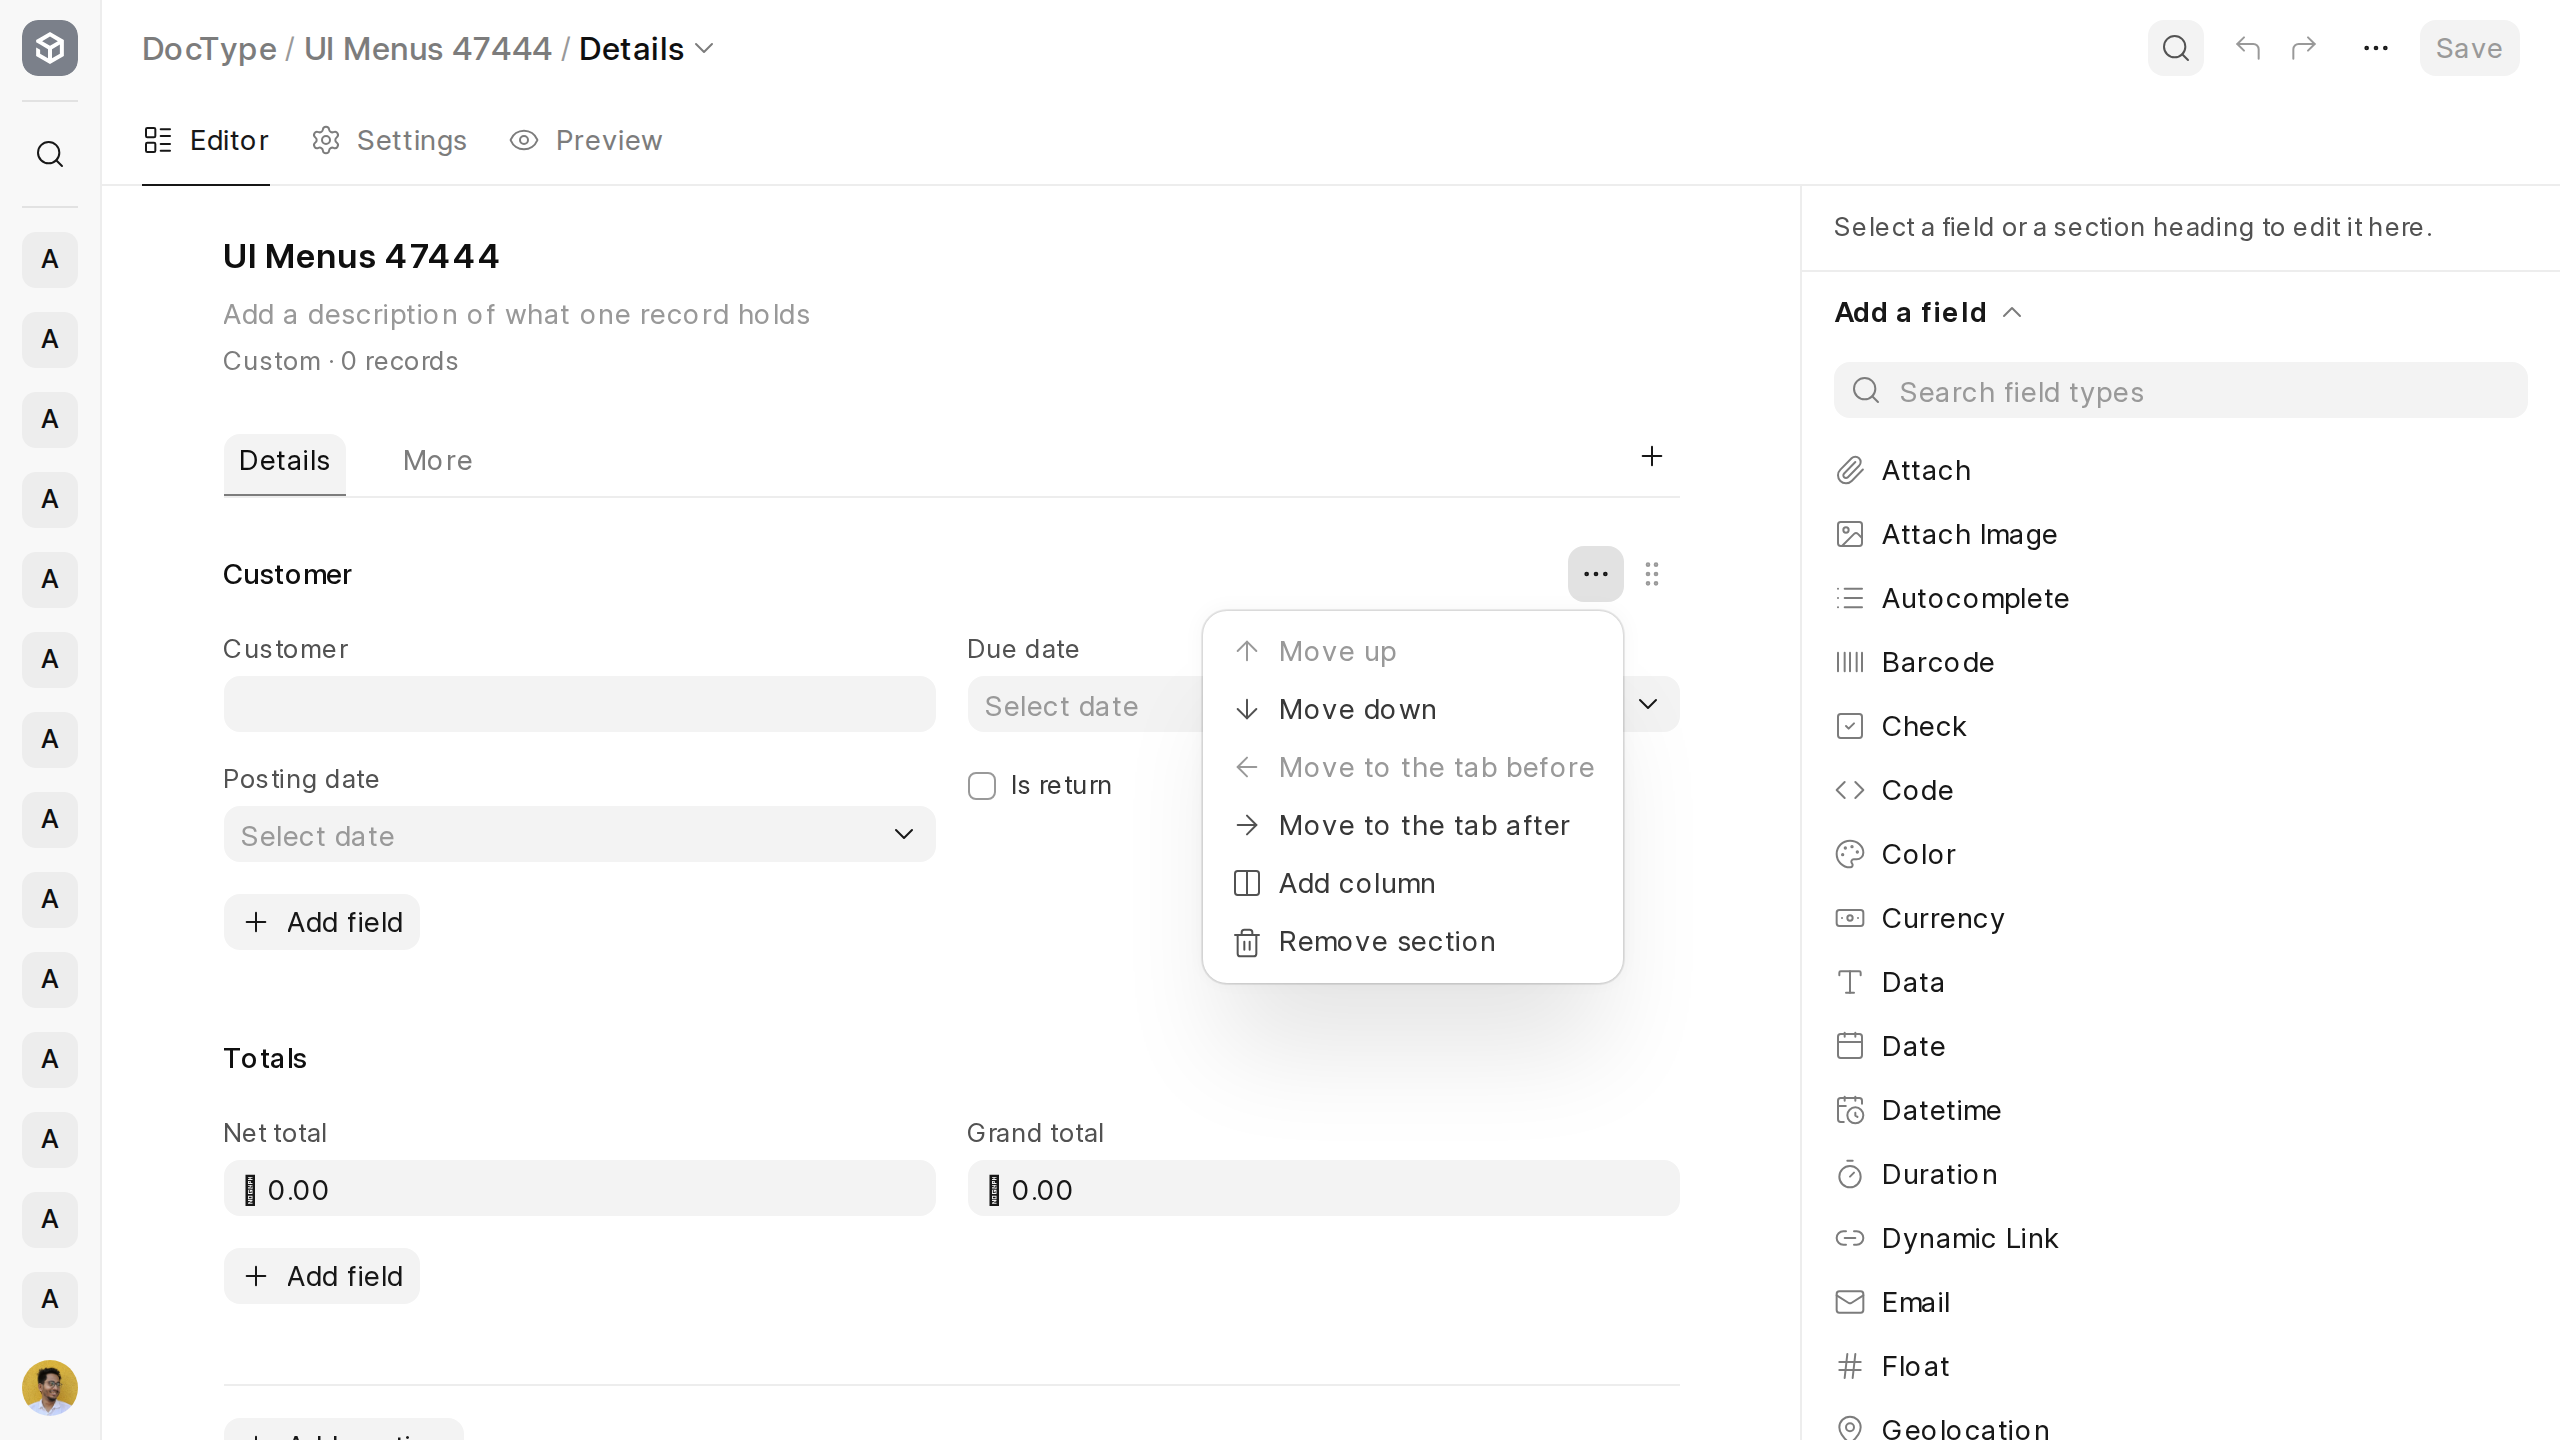 DocType / UI Menus 47444 / Details
Save
Editor
Settings
Preview
A
A
A
A
A
A
A
A
A
A
A
A
A
A
UI Menus 47444
Add a description of what one record holds
Custom · 0 records
Details
More
Customer
Customer
Due date
Select date
Posting date
Select date
Is return
Add field
Move up
Move down
Move to the tab before
Move to the tab after
Add column
Remove section
Totals
Net total
0.00
Grand total
0.00
Add field
Select a field or a section heading to edit it here.
Add a field
Search field types
Attach
Attach Image
Autocomplete
Barcode
Check
Code
Color
Currency
Data
Date
Datetime
Duration
Dynamic Link
Email
Float
Geolocation